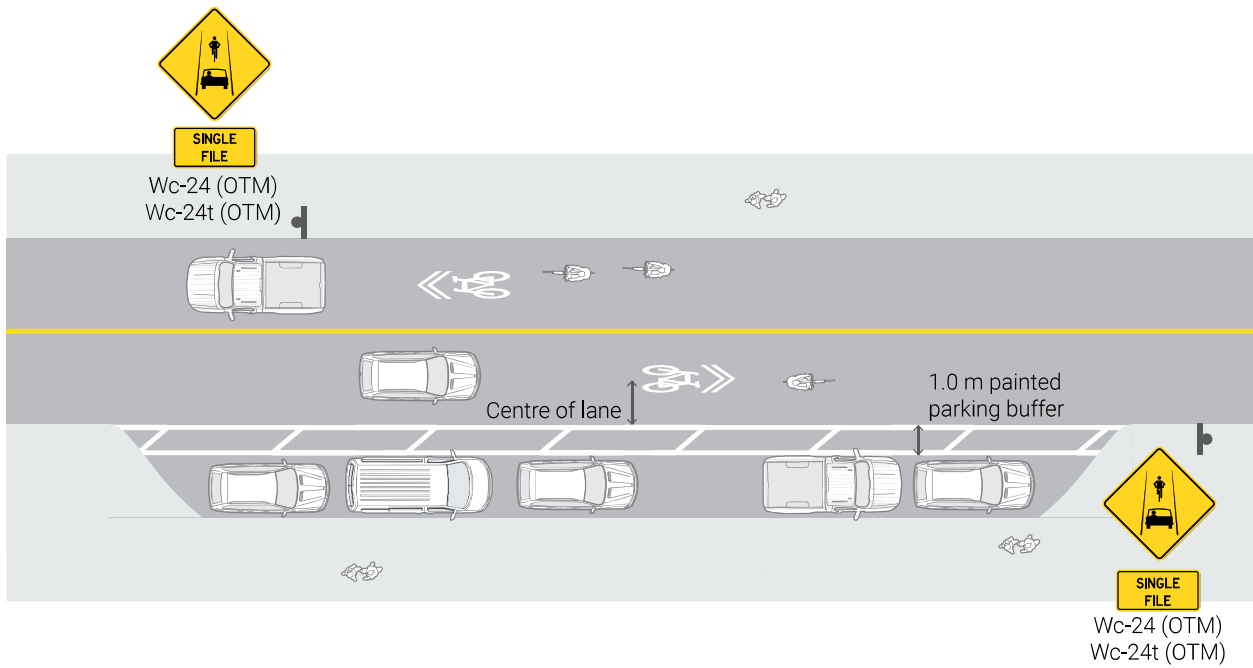 SINGLE
FILE
Wc-24 (OTM)
Wc-24t (OTM)
Centre of lane
1.0 m painted
parking buffer
SINGLE
FILE
Wc-24 (OTM)
Wc-24t (OTM)